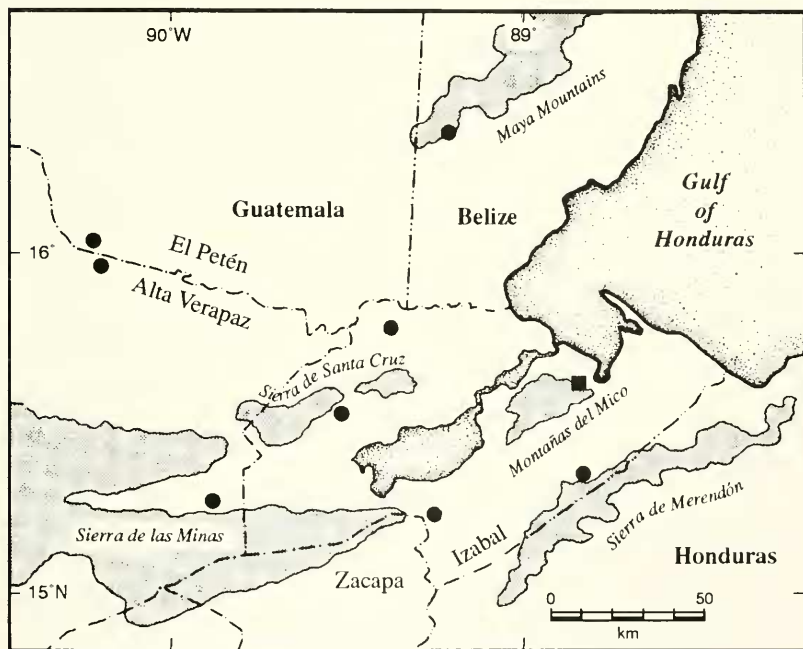 90°W
89°
Maya Mountains
Gulf
of
Honduras
Guatemala
Belize
El Petén
16°
Alta Verapaz
Sierra de Santa Cruz
Montañas del Mico
Sierra de las Minas
Izabal
Sierra de Merendón
Honduras
Zacapa
15°N
0
50
km